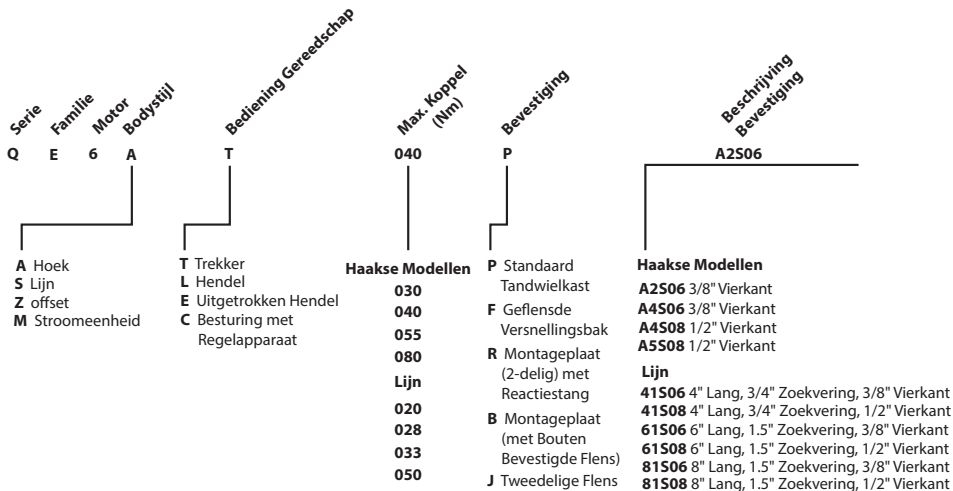 Serie
Familie
Motor
Bodystijl
Bediening Gereedschap
Max. Koppel
(Nm)
Bevestiging
Beschrijving
Bevestiging
Q E 6 A T 040 P A2S06
A Hoek
S Lijn
Z offset
M Stroomeenheid
T Trekker
L Hendel
E Uitgetrokken Hendel
C Besturing met
Regelapparaat
Haakse Modellen
030
040
055
080
Lijn
020
028
033
050
P Standaard
Tandwielkast
F Geflensde
Versnellingsbak
R Montageplaat
(2-delig) met
Reactiestang
B Montageplaat
(met Bouten
Bevestigde Flens)
J Tweedelige Flens
Haakse Modellen
A2S06 3/8" Vierkant
A4S06 3/8" Vierkant
A4S08 1/2" Vierkant
A5S08 1/2" Vierkant
Lijn
41S06 4" Lang, 3/4" Zoekvering, 3/8" Vierkant
41S08 4" Lang, 3/4" Zoekvering, 1/2" Vierkant
61S06 6" Lang, 1.5" Zoekvering, 3/8" Vierkant
61S08 6" Lang, 1.5" Zoekvering, 1/2" Vierkant
81S06 8" Lang, 1.5" Zoekvering, 3/8" Vierkant
81S08 8" Lang, 1.5" Zoekvering, 1/2" Vierkant